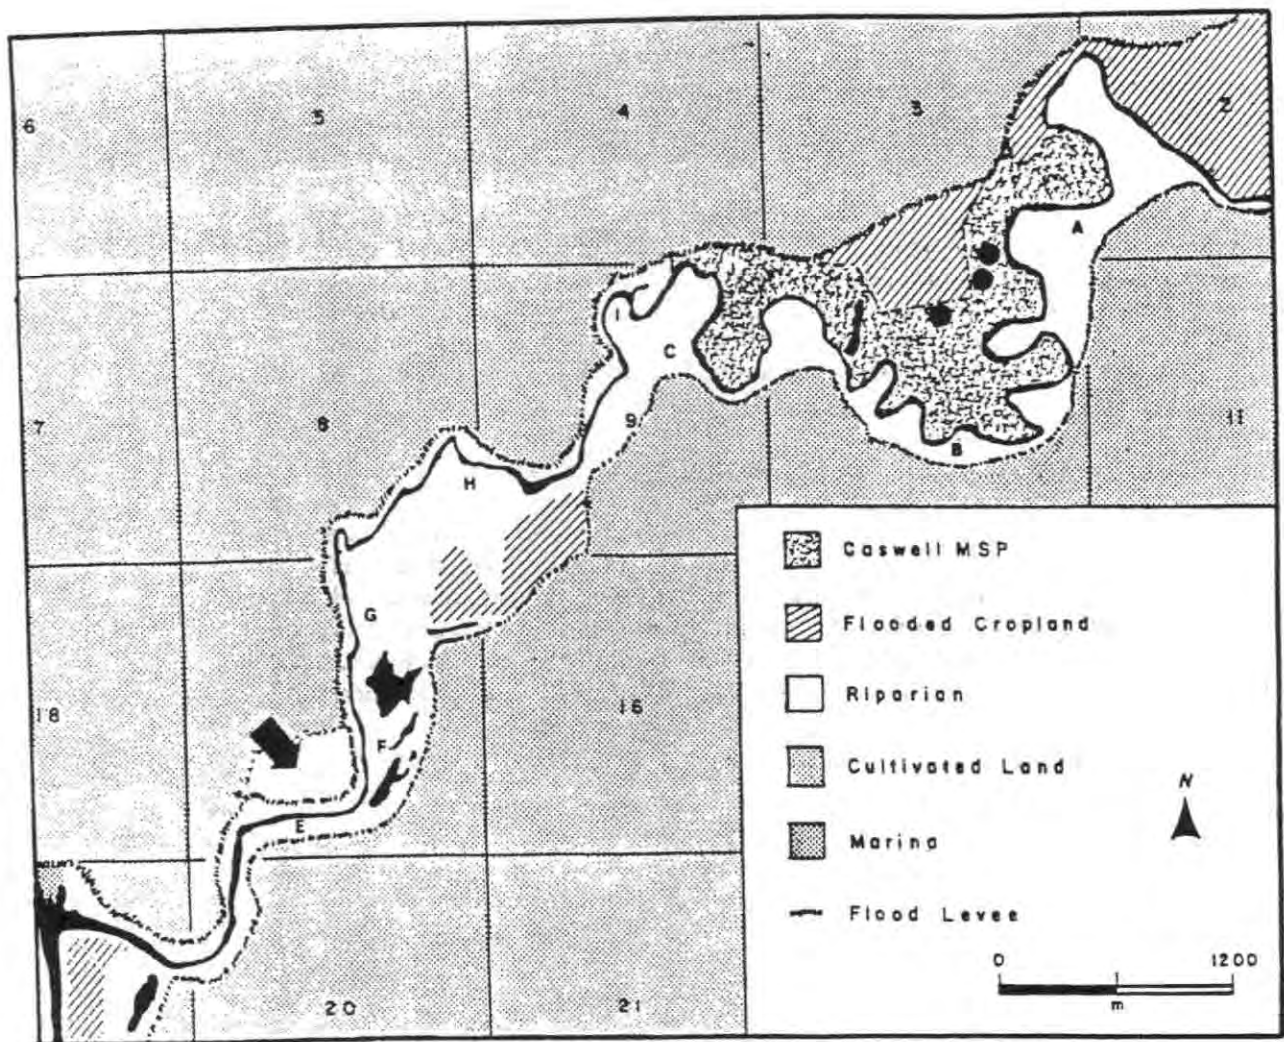 6
5
4
3
2
A
I
C
7
8
9
11
B
H
G
18
F
16
E
20
21
Caswell MSP
Flooded Cropland
Riparian
Cultivated Land
Marina
Flood Levee
N
0 1200
m